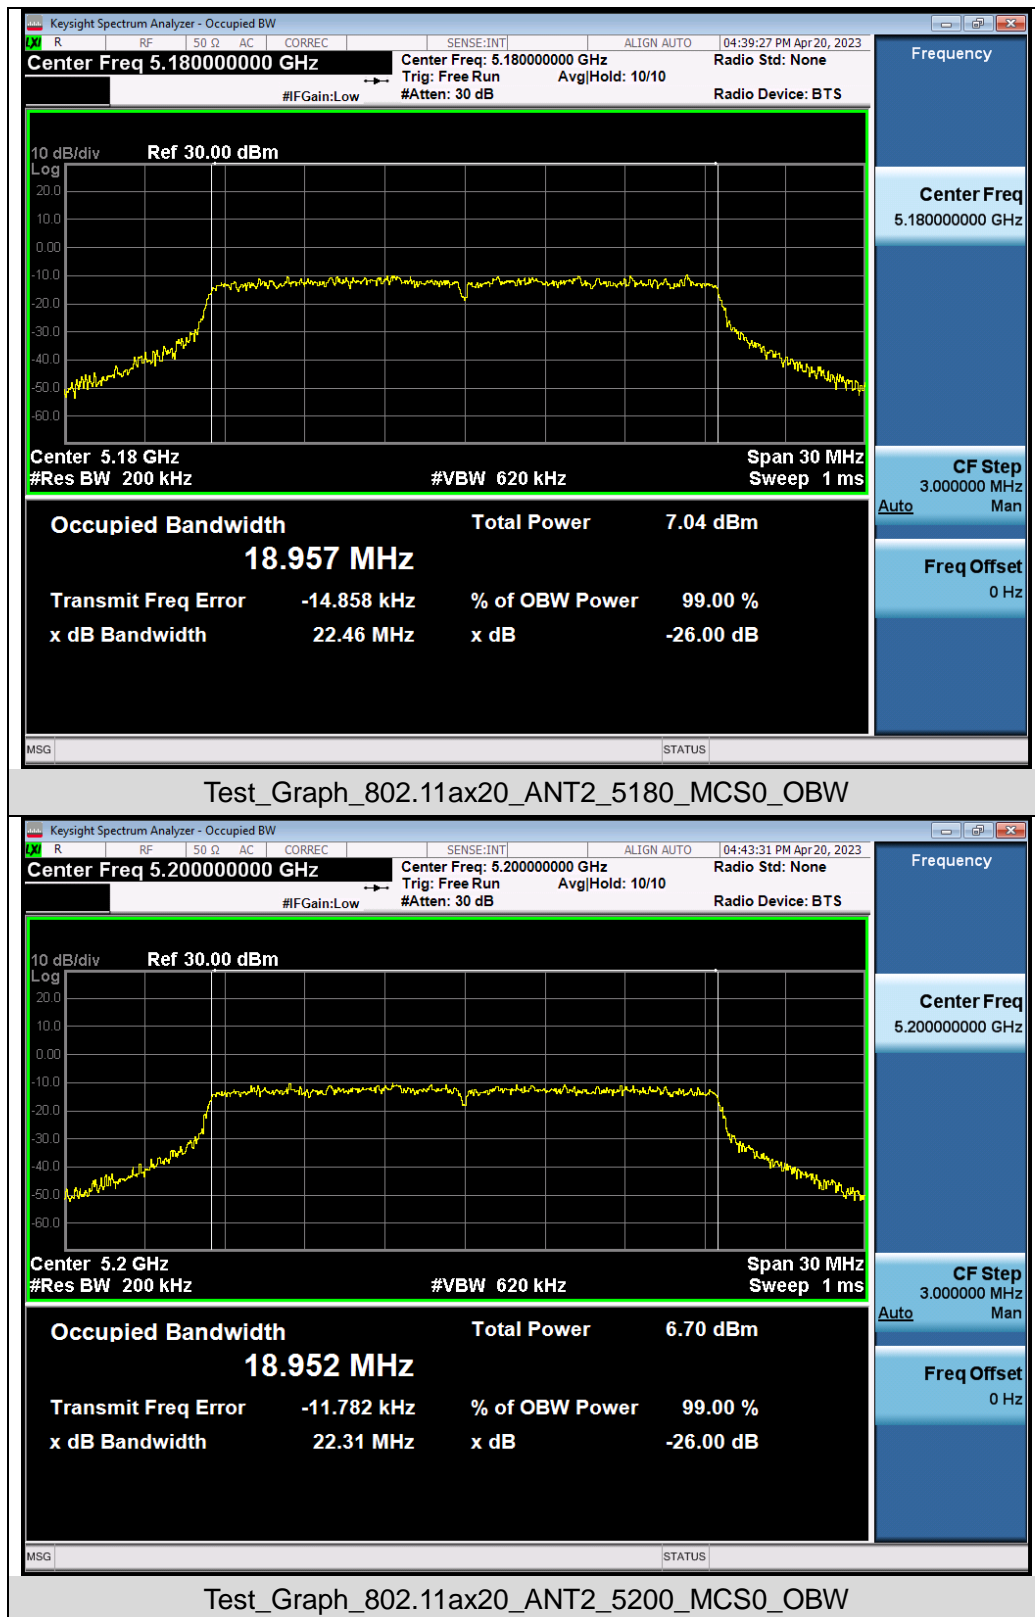 Keysight Spectrum Analyzer - Occupied BW
LXI R RF 50 Ω AC CORREC SENSE:INT ALIGN AUTO 04:39:27 PM Apr 20, 2023
Center Freq 5.180000000 GHz
Center Freq: 5.180000000 GHz Radio Std: None
Trig: Free Run Avg|Hold: 10/10
#IFGain:Low #Atten: 30 dB Radio Device: BTS
Frequency
10 dB/div Ref 30.00 dBm
Log
20.0
10.0
0.00
-10.0
-20.0
-30.0
-40.0
-50.0
-60.0
Center 5.18 GHz Span 30 MHz
#Res BW 200 kHz #VBW 620 kHz Sweep 1 ms
Center Freq
5.180000000 GHz
CF Step
3.000000 MHz
Auto Man
Freq Offset
0 Hz
Occupied Bandwidth Total Power 7.04 dBm
18.957 MHz
Transmit Freq Error -14.858 kHz % of OBW Power 99.00 %
x dB Bandwidth 22.46 MHz x dB -26.00 dB
MSG STATUS
Test_Graph_802.11ax20_ANT2_5180_MCS0_OBW
Keysight Spectrum Analyzer - Occupied BW
LXI R RF 50 Ω AC CORREC SENSE:INT ALIGN AUTO 04:43:31 PM Apr 20, 2023
Center Freq 5.200000000 GHz
Center Freq: 5.200000000 GHz Radio Std: None
Trig: Free Run Avg|Hold: 10/10
#IFGain:Low #Atten: 30 dB Radio Device: BTS
Frequency
10 dB/div Ref 30.00 dBm
Log
20.0
10.0
0.00
-10.0
-20.0
-30.0
-40.0
-50.0
-60.0
Center 5.2 GHz Span 30 MHz
#Res BW 200 kHz #VBW 620 kHz Sweep 1 ms
Center Freq
5.200000000 GHz
CF Step
3.000000 MHz
Auto Man
Freq Offset
0 Hz
Occupied Bandwidth Total Power 6.70 dBm
18.952 MHz
Transmit Freq Error -11.782 kHz % of OBW Power 99.00 %
x dB Bandwidth 22.31 MHz x dB -26.00 dB
MSG STATUS
Test_Graph_802.11ax20_ANT2_5200_MCS0_OBW